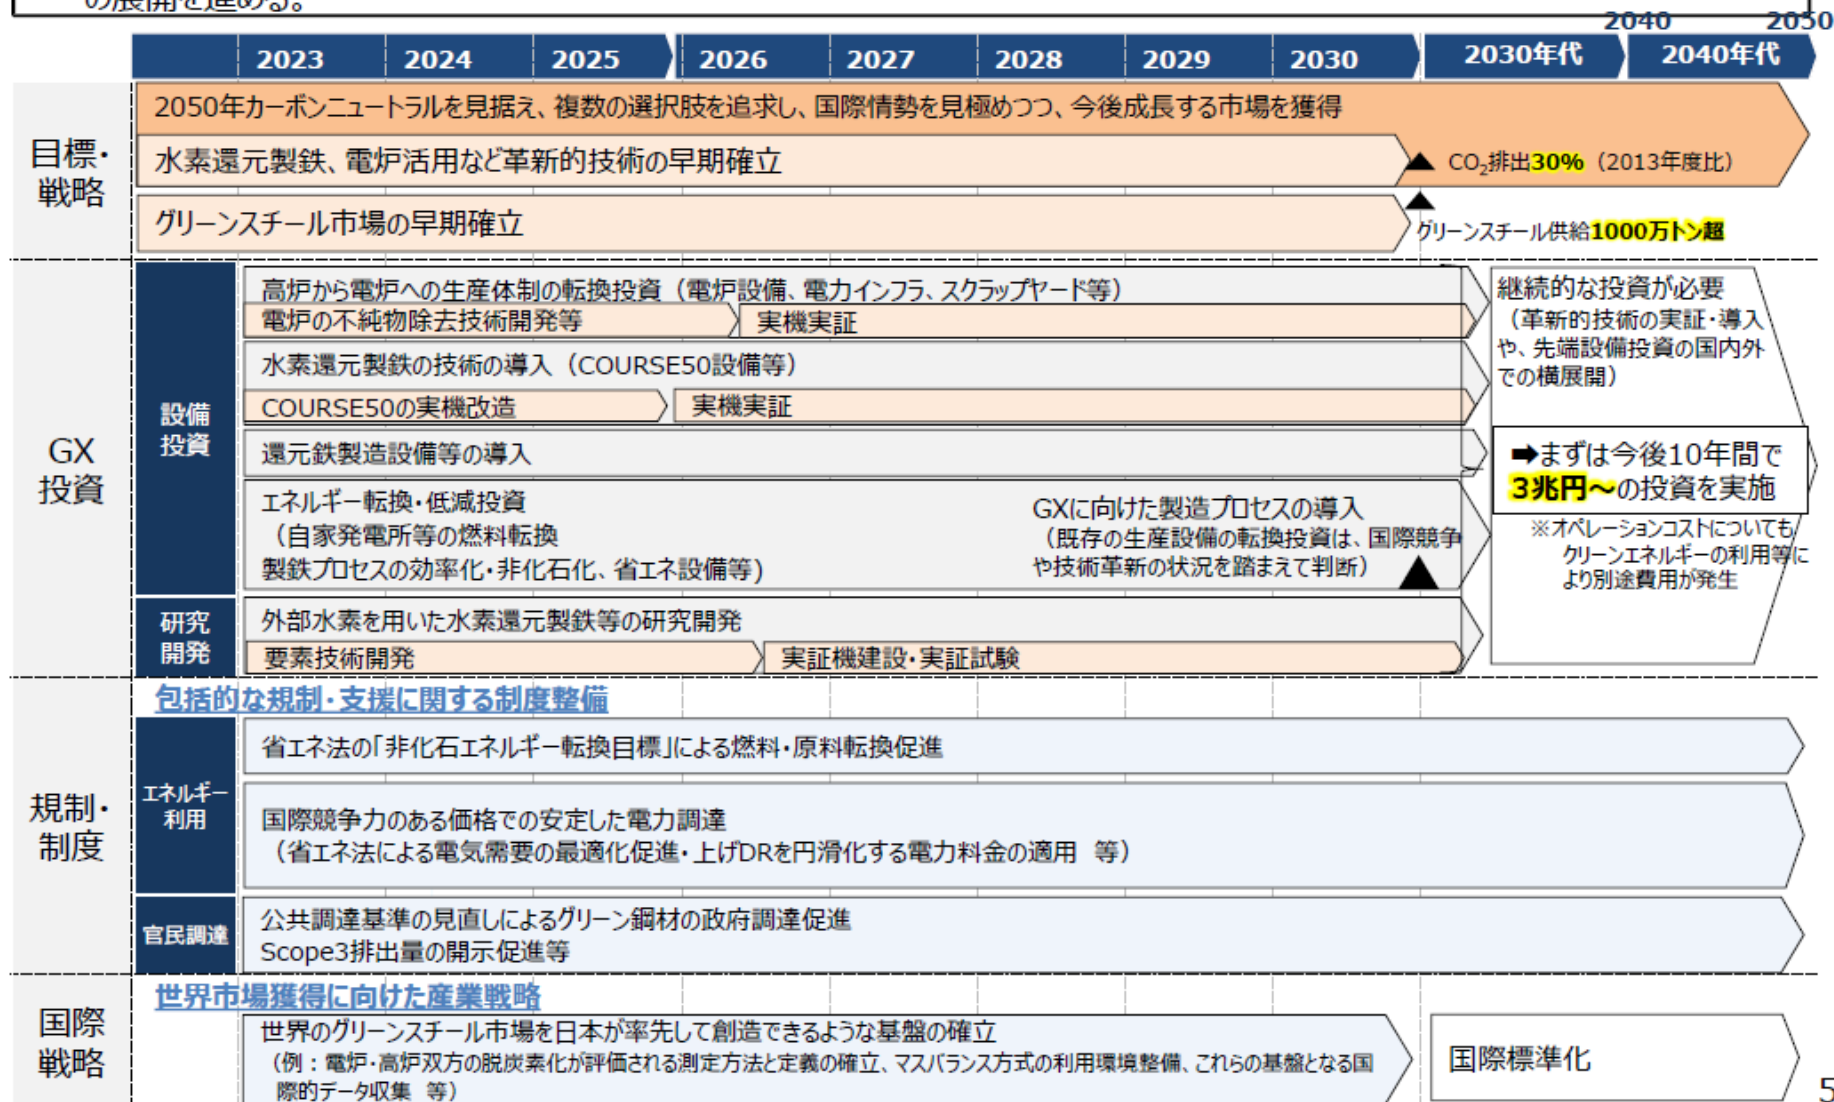 の展開を進める。
2040 2050
2023 2024 2025 2026 2027 2028 2029 2030 2030年代 2040年代
目標・
戦略
2050年カーボンニュートラルを見据え、複数の選択肢を追求し、国際情勢を見極めつつ、今後成長する市場を獲得
水素還元製鉄、電炉活用など革新的技術の早期確立
▲ CO2排出30%（2013年度比）
グリーンスチール市場の早期確立
▲
グリーンスチール供給1000万トン超
GX
投資
設備
投資
高炉から電炉への生産体制の転換投資（電炉設備、電力インフラ、スクラップヤード等）
電炉の不純物除去技術開発等
実機実証
水素還元製鉄の技術の導入（COURSE50設備等）
COURSE50の実機改造
実機実証
還元鉄製造設備等の導入
エネルギー転換・低減投資
（自家発電所等の燃料転換
製鉄プロセスの効率化・非化石化、省エネ設備等)
GXに向けた製造プロセスの導入
（既存の生産設備の転換投資は、国際競争
や技術革新の状況を踏まえて判断）
▲
継続的な投資が必要
（革新的技術の実証・導入
や、先端設備投資の国内外
での横展開）
➡まずは今後10年間で
3兆円～の投資を実施
※オペレーションコストについても
クリーンエネルギーの利用等に
より別途費用が発生
研究
開発
外部水素を用いた水素還元製鉄等の研究開発
要素技術開発
実証機建設・実証試験
規制・
制度
包括的な規制・支援に関する制度整備
エネルギー
利用
省エネ法の「非化石エネルギー転換目標」による燃料・原料転換促進
国際競争力のある価格での安定した電力調達
（省エネ法による電気需要の最適化促進・上げDRを円滑化する電力料金の適用 等）
官民調達
公共調達基準の見直しによるグリーン鋼材の政府調達促進
Scope3排出量の開示促進等
国際
戦略
世界市場獲得に向けた産業戦略
世界のグリーンスチール市場を日本が率先して創造できるような基盤の確立
（例：電炉・高炉双方の脱炭素化が評価される測定方法と定義の確立、マスバランス方式の利用環境整備、これらの基盤となる国
際的データ収集 等）
国際標準化
5